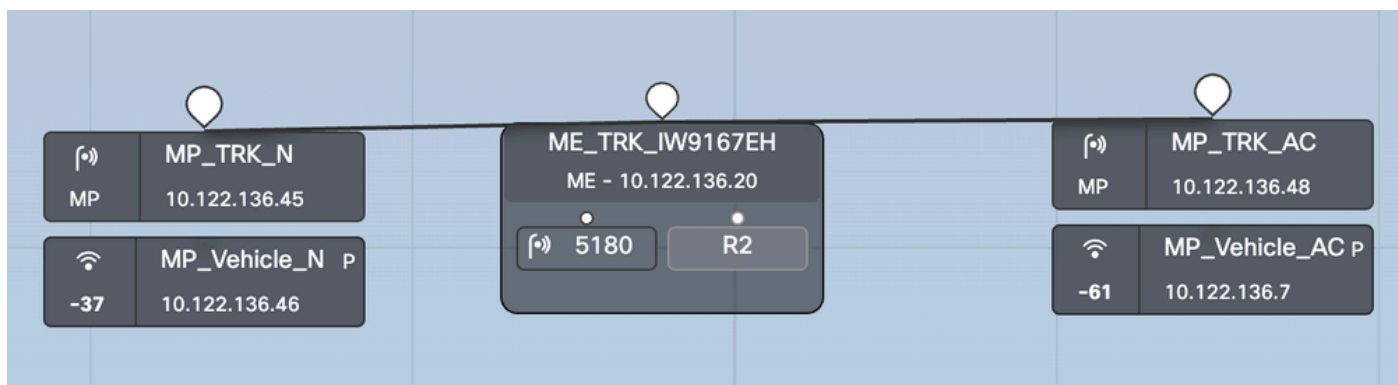 MP_TRK_N
MP
10.122.136.45
MP_Vehicle_N P
-37
10.122.136.46
ME_TRK_IW9167EH
ME - 10.122.136.20
5180
R2
MP_TRK_AC
MP
10.122.136.48
MP_Vehicle_AC P
-61
10.122.136.7